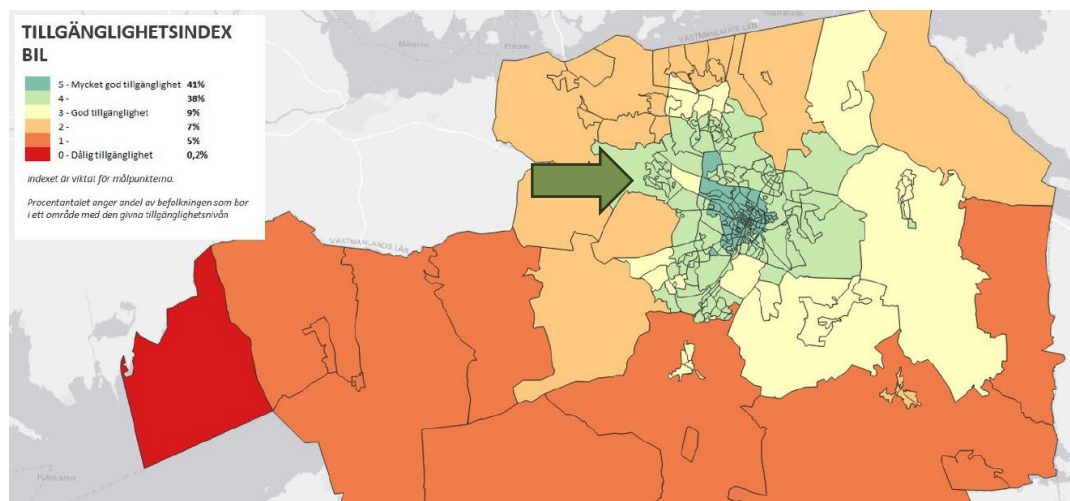 TILLGÄNGLIGHETSINDEX
BIL
5 - Mycket god tillgänglighet 41%
4 - 38%
3 - God tillgänglighet 9%
2 - 7%
1 - 5%
0 - Dålig tillgänglighet 0,2%
Indexet är viktat för målpunkterna.
Procentantalet anger andel av befolkningen som bor
i ett område med den givna tillgänglighetsnivån
Mälaren
VÄSTMANLANDS LÄN
VÄSTMANLANDS LÄN
Hjälmaren